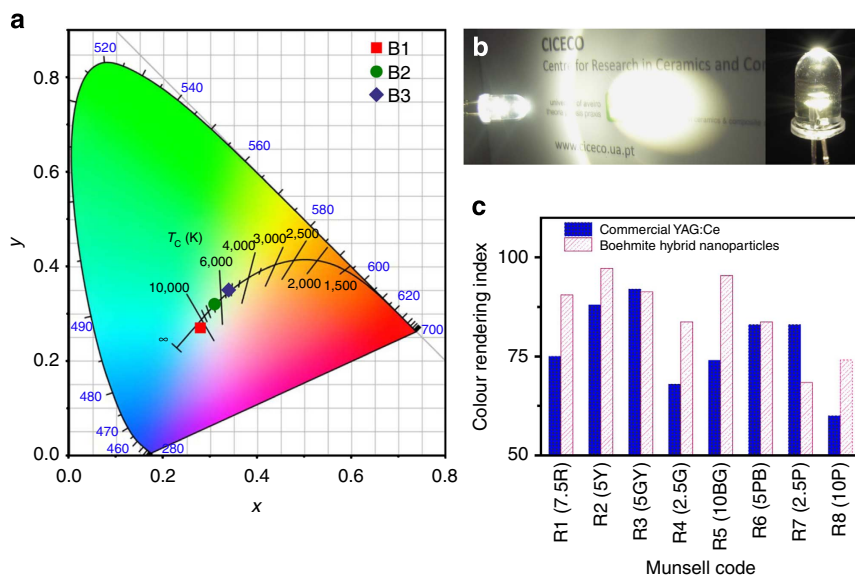 a
0.8
0.6
0.4
0.2
0.0
0.0
0.2
0.4
0.6
0.8
y
x
520
540
560
580
600
620
700
490
480
470
460
280
B1
B2
B3
T_C (K)
10,000
6,000
4,000
3,000
2,500
2,000
1,500
∞
b
CICECO
Centre for Research in Ceramics and Com
www.ciceco.ua.pt
c
Commercial YAG:Ce
Boehmite hybrid nanoparticles
Colour rendering index
100
75
50
R1 (7.5R)
R2 (5Y)
R3 (5GY)
R4 (2.5G)
R5 (10BG)
R6 (5PB)
R7 (2.5P)
R8 (10P)
Munsell code